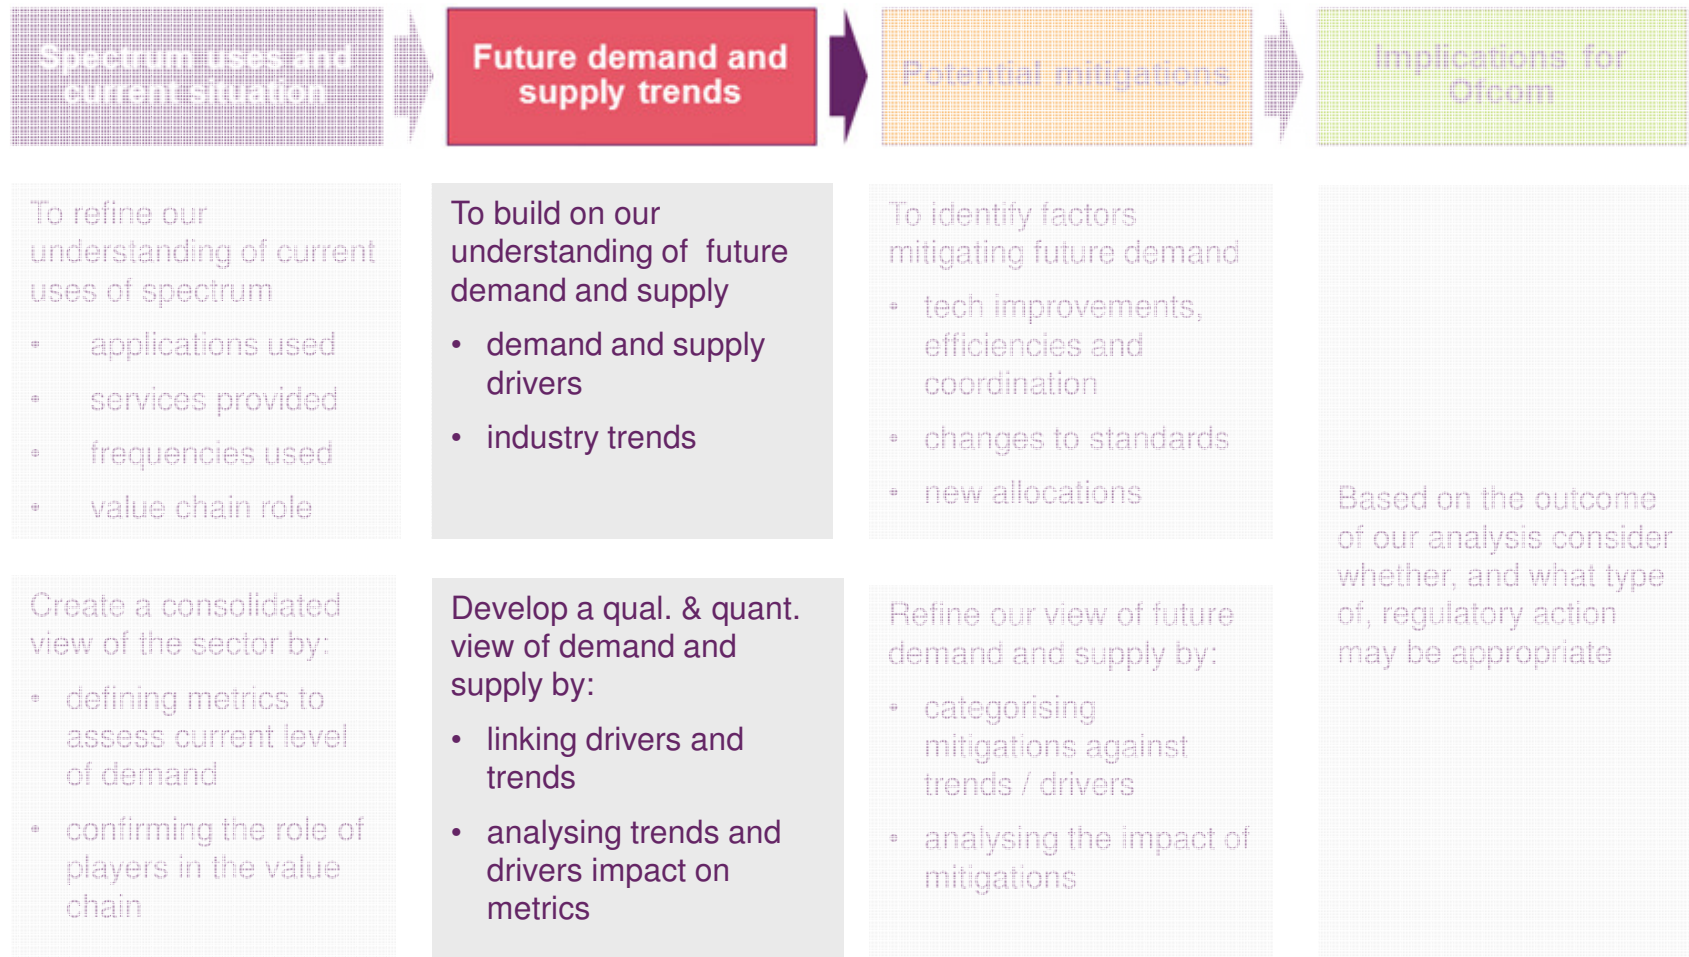 Spectrum uses and
current situation
Future demand and
supply trends
Potential mitigations
Implications for
Ofcom
To refine our
understanding of current
uses of spectrum
• applications used
• services provided
• frequencies used
• value chain role
Create a consolidated
view of the sector by:
• defining metrics to
assess current level
of demand
• confirming the role of
players in the value
chain
To build on our
understanding of future
demand and supply
• demand and supply
drivers
• industry trends
Develop a qual. & quant.
view of demand and
supply by:
• linking drivers and
trends
• analysing trends and
drivers impact on
metrics
To identify factors
mitigating future demand
• tech improvements,
efficiencies and
coordination
• changes to standards
• new allocations
Refine our view of future
demand and supply by:
• categorising
mitigations against
trends / drivers
• analysing the impact of
mitigations
Based on the outcome
of our analysis consider
whether, and what type
of, regulatory action
may be appropriate